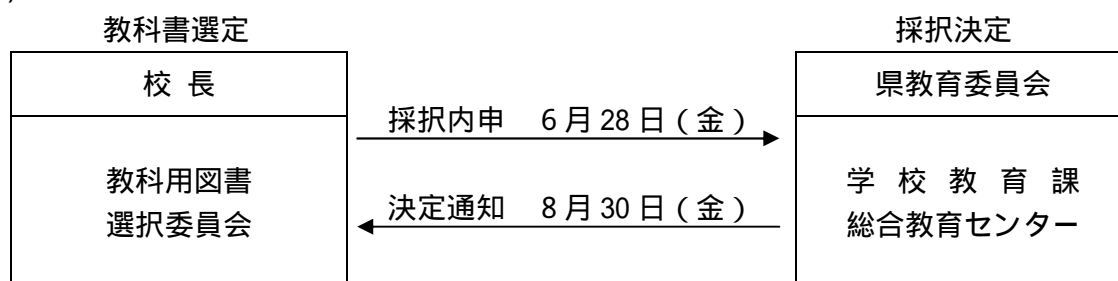 教科書選定
採択決定
校 長
県教育委員会
採択内申 6月28日(金)
教科用図書
選択委員会
学 校 教 育 課
総合教育センター
決定通知 8月30日(金)